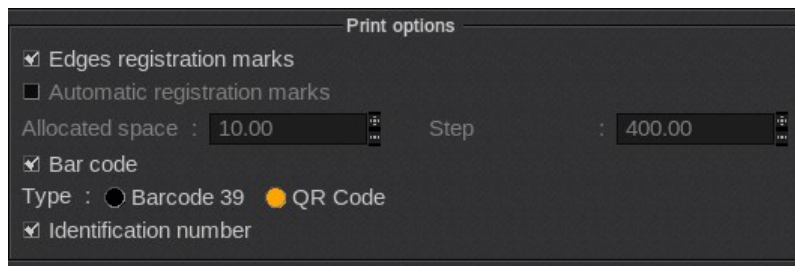 Print options
Edges registration marks
Automatic registration marks
Allocated space : 10.00 Step : 400.00
Bar code
Type : Barcode 39 QR Code
Identification number